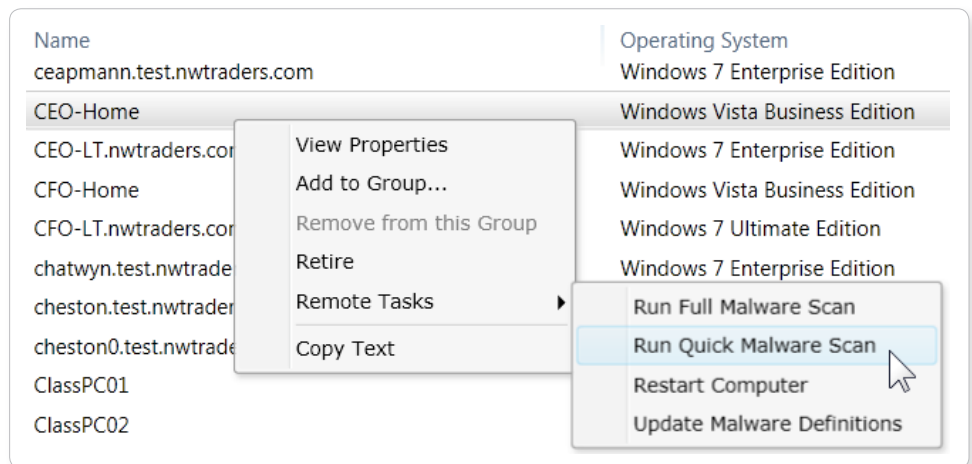 Name Operating System
ceapmann.test.nwtraders.com Windows 7 Enterprise Edition
CEO-Home Windows Vista Business Edition
CEO-LT.nwtraders.cor Windows 7 Enterprise Edition
CFO-Home Windows Vista Business Edition
CFO-LT.nwtraders.cor Windows 7 Ultimate Edition
chatwyn.test.nwtrade Windows 7 Enterprise Edition
cheston.test.nwtrader
cheston0.test.nwtrade
ClassPC01
ClassPC02
View Properties
Add to Group...
Remove from this Group
Retire
Remote Tasks
Copy Text
Run Full Malware Scan
Run Quick Malware Scan
Restart Computer
Update Malware Definitions